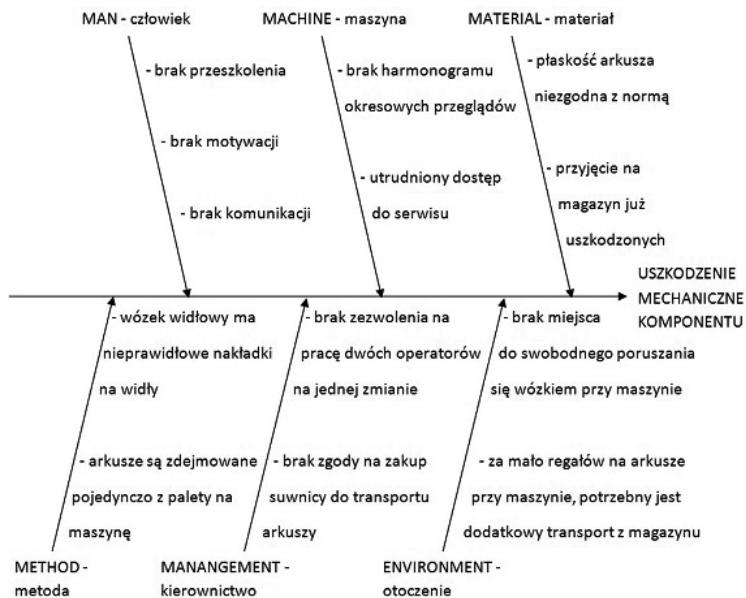 MAN - człowiek
- brak przeszkolenia
- brak motywacji
- brak komunikacji
MACHINE - maszyna
- brak harmonogramu
okresowych przeglądów
- utrudniony dostęp
do serwisu
MATERIAL - materiał
- płaskość arkusza
niezgodna z normą
- przyjęcie na
magazyn już
uszkodzonych
USZKODZENIE
MECHANICZNE
KOMPONENTU
- wózek widłowy ma
nieprawidłowe nakładki
na widły
- arkusze są zdejmowane
pojedynczo z palety na
maszynę
METHOD -
metoda
- brak zezwolenia na
pracę dwóch operatorów
na jednej zmianie
- brak zgody na zakup
suwnicy do transportu
arkuszy
MANANGEMENT -
kierownictwo
- brak miejsca
do swobodnego poruszania
się wózkiem przy maszynie
- za mało regałów na arkusze
przy maszynie, potrzebny jest
dodatkowy transport z magazynu
ENVIRONMENT -
otoczenie